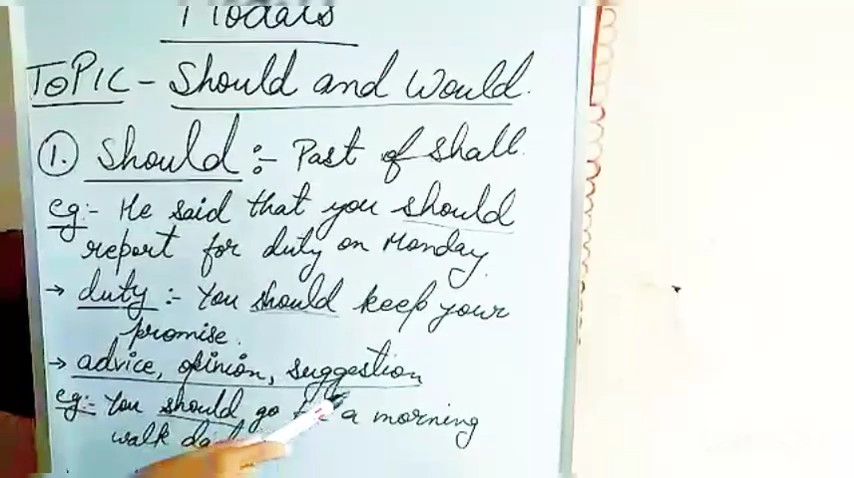 Modals
TOPIC - Should and Would.
1. Should :- Past of shall.
eg:- He said that you should
report for duty on Monday.
→ duty :- You should keep your
promise.
→ advice, opinion, suggestion
eg:- You should go a morning
walk